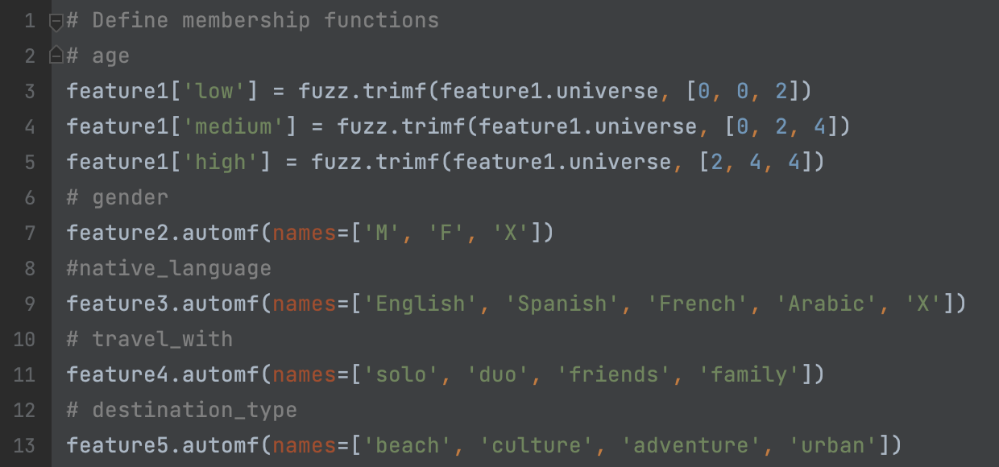 1 # Define membership functions
2 # age
3 feature1['low'] = fuzz.trimf(feature1.universe, [0, 0, 2])
4 feature1['medium'] = fuzz.trimf(feature1.universe, [0, 2, 4])
5 feature1['high'] = fuzz.trimf(feature1.universe, [2, 4, 4])
6 # gender
7 feature2.automf(names=['M', 'F', 'X'])
8 #native_language
9 feature3.automf(names=['English', 'Spanish', 'French', 'Arabic', 'X'])
10 # travel_with
11 feature4.automf(names=['solo', 'duo', 'friends', 'family'])
12 # destination_type
13 feature5.automf(names=['beach', 'culture', 'adventure', 'urban'])